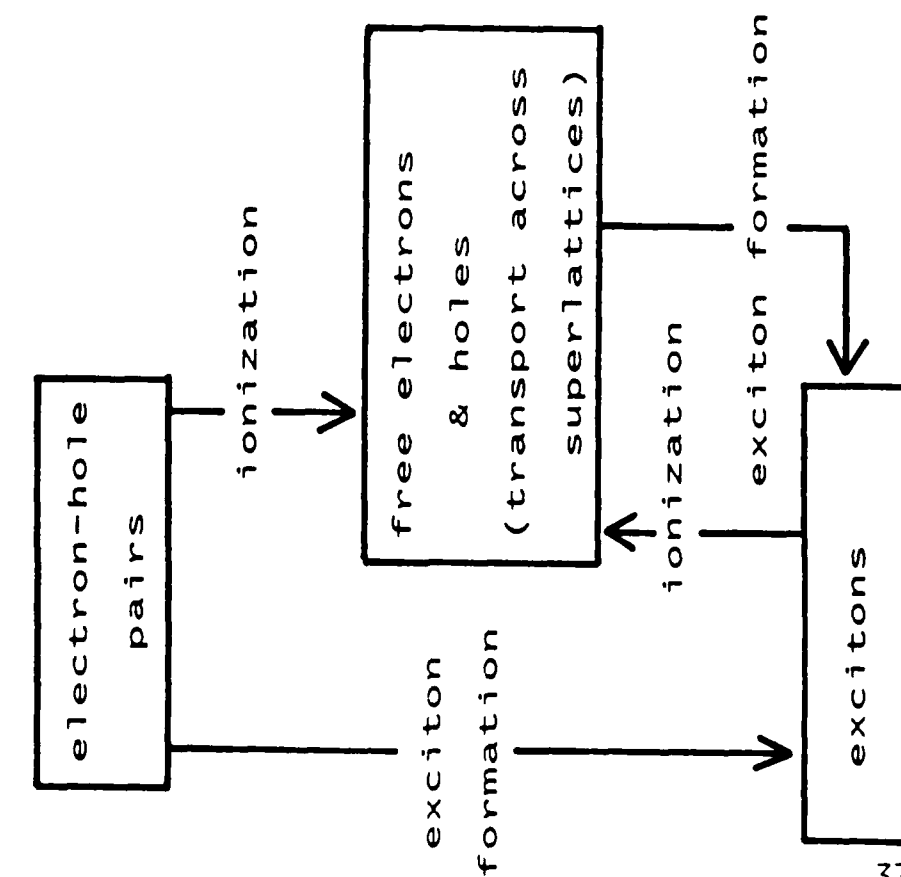 electron-hole
pairs
ionization
free electrons
& holes
(transport across
superlattices)
exciton
formation
ionization
exciton formation
excitons